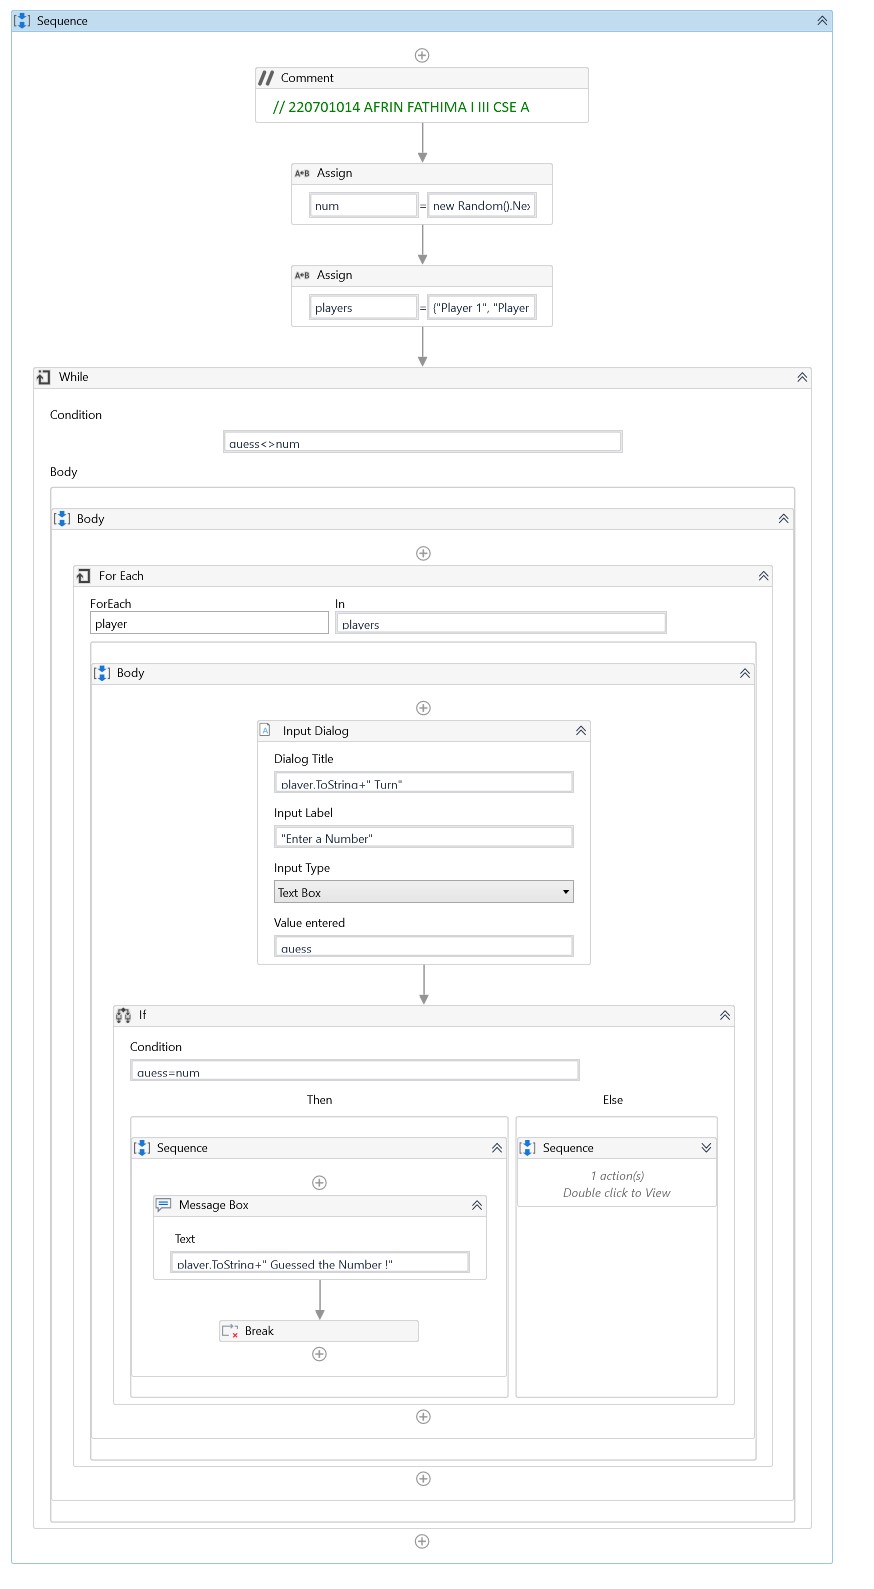 Sequence
Comment
// 220701014 AFRIN FATHIMA I III CSE A
A*B Assign
num = new Random().Nex
A*B Assign
players = {"Player 1", "Player
While
Condition
guess<>num
Body
Body
For Each
ForEach In
player players
Body
Input Dialog
Dialog Title
player.ToString+" Turn"
Input Label
"Enter a Number"
Input Type
Text Box
Value entered
guess
If
Condition
guess=num
Then Else
Sequence Sequence
1 action(s)
Double click to View
Message Box
Text
player.ToString+" Guessed the Number !"
Break